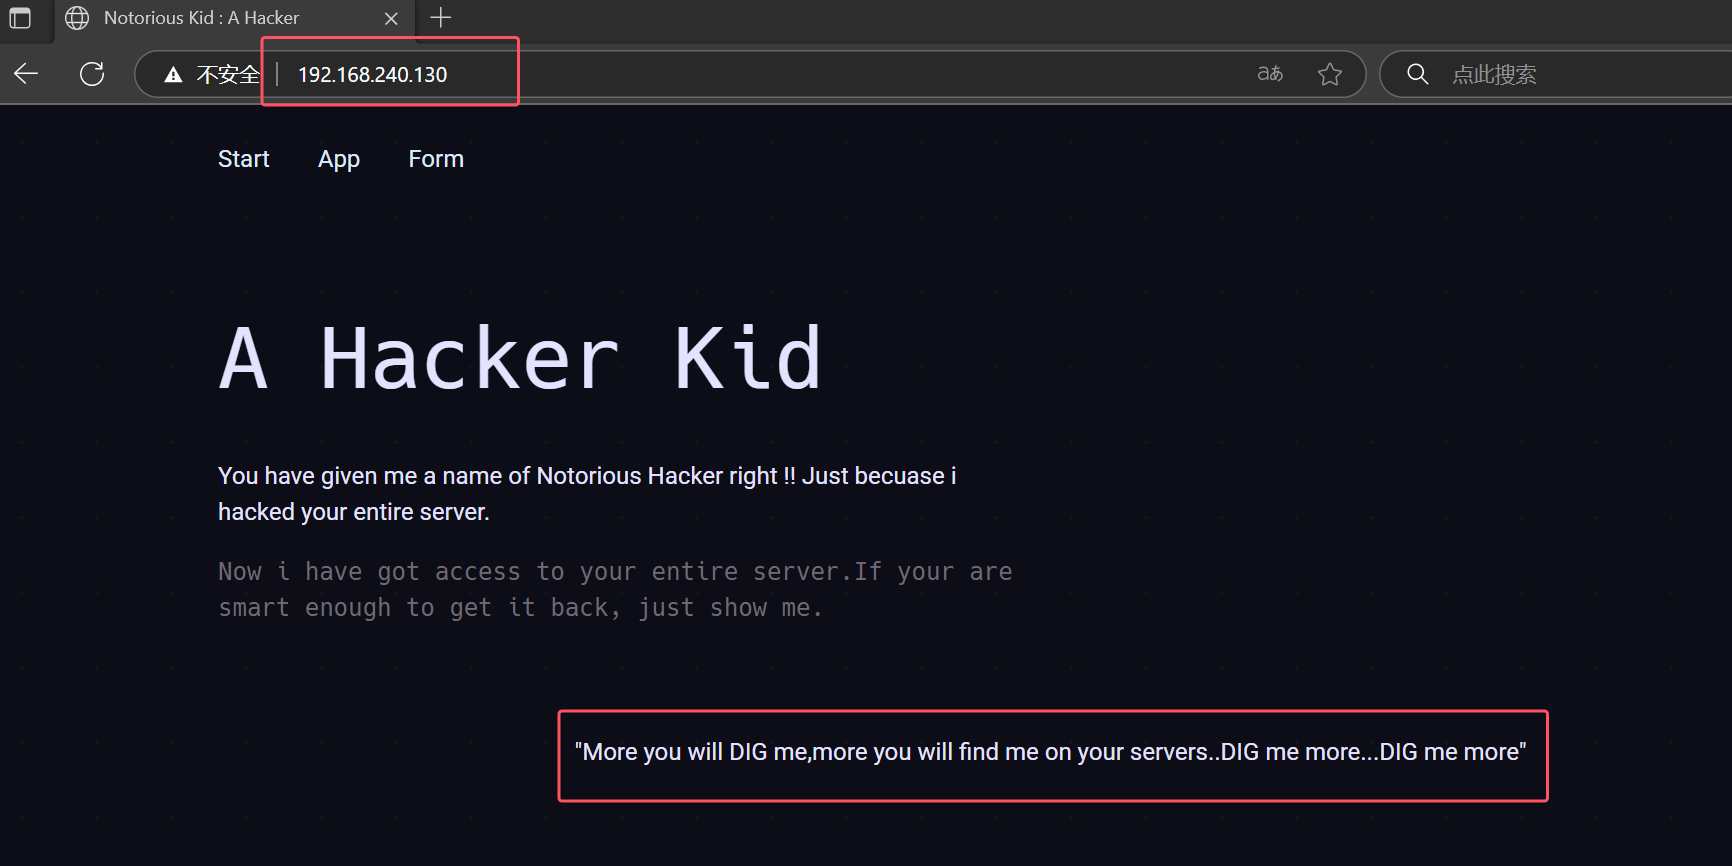 Notorious Kid : A Hacker
不安全 192.168.240.130 aあ 点此搜索
Start App Form
A Hacker Kid
You have given me a name of Notorious Hacker right !! Just becuase i
hacked your entire server.
Now i have got access to your entire server.If your are
smart enough to get it back, just show me.
"More you will DIG me,more you will find me on your servers..DIG me more...DIG me more"